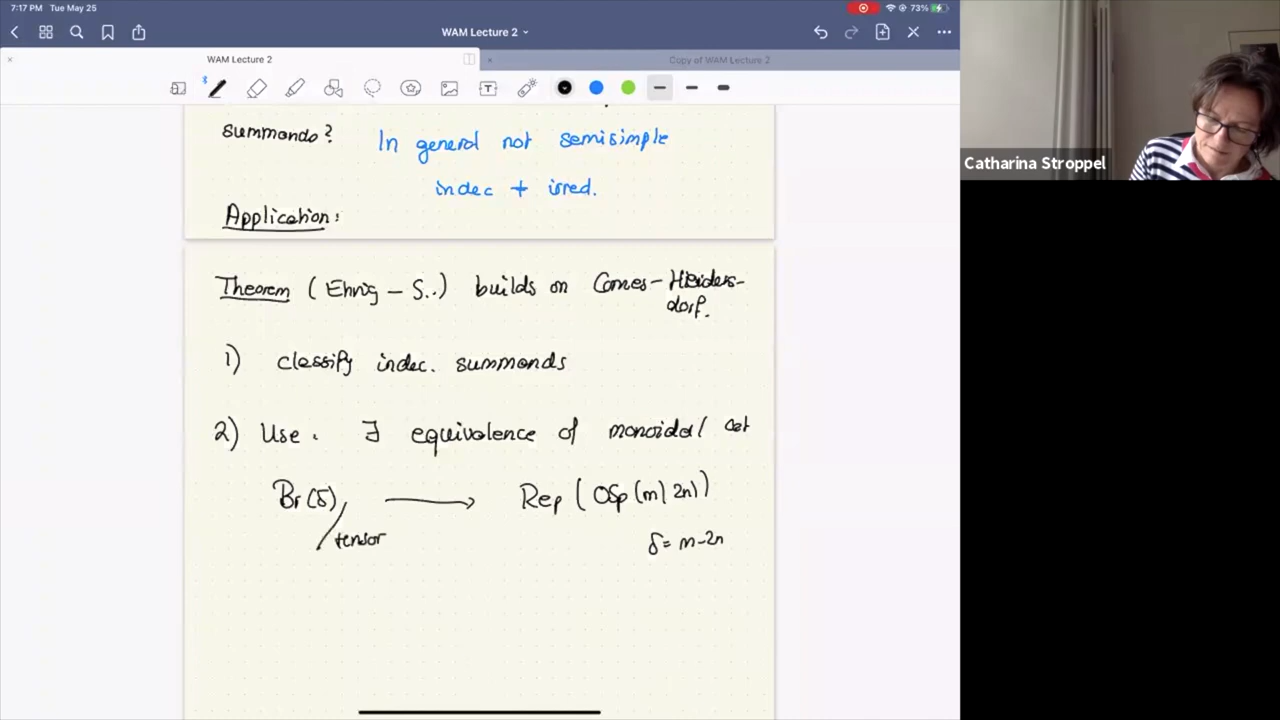 7:17 PM Tue May 25
73%
WAM Lecture 2
WAM Lecture 2
Copy of WAM Lecture 2
summands? In general not semisimple
indec + irred.
Application:
Theorem (Ehrig - S..) builds on Comes - Heiders-
dorf.
1) classify indec. summands
2) Use: ∃ equivalence of monoidal cat
Br(δ)/tensor ⟶ Rep (OSp(m|2n))
δ = m-2n
Catharina Stroppel